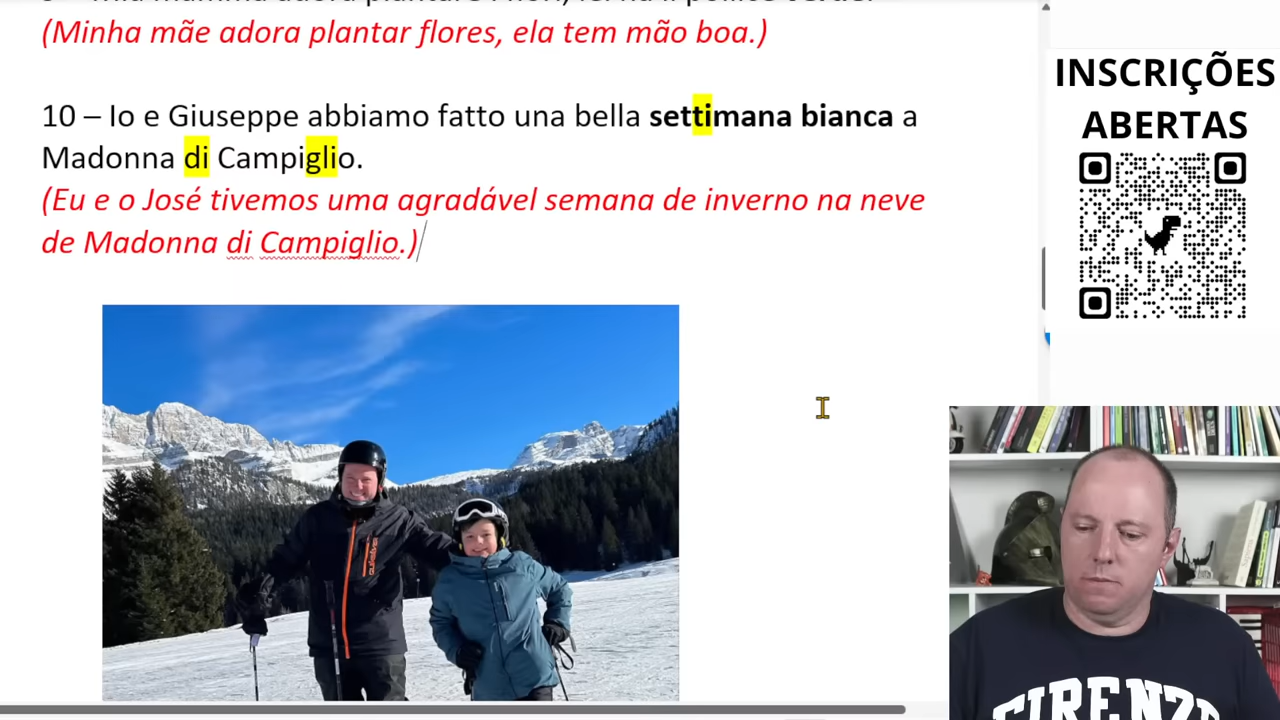 (Minha mãe adora plantar flores, ela tem mão boa.)
10 – Io e Giuseppe abbiamo fatto una bella settimana bianca a
Madonna di Campiglio.
(Eu e o José tivemos uma agradável semana de inverno na neve
de Madonna di Campiglio.)
INSCRIÇÕES
ABERTAS
FIRENZE